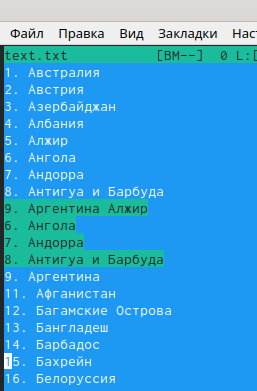 Файл Правка Вид Закладки
text.txt [BM--] 0 L:[
1. Австралия
2. Австрия
3. Азербайджан
4. Албания
5. Алжир
6. Ангола
7. Андорра
8. Антигуа и Барбуда
9. Аргентина Алжир
6. Ангола
7. Андорра
8. Антигуа и Барбуда
9. Аргентина
11. Афганистан
12. Багамские Острова
13. Бангладеш
14. Барбадос
15. Бахрейн
16. Белоруссия